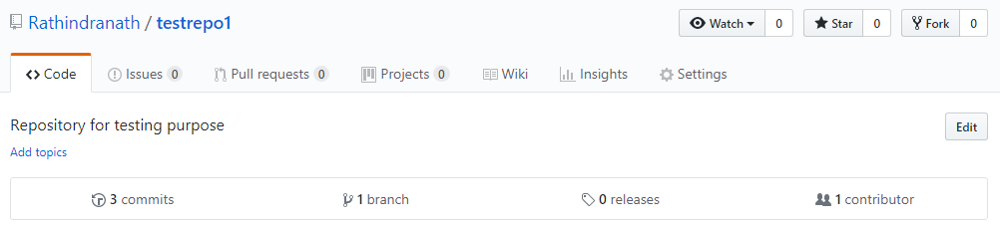 Rathindranath / testrepo1 Watch 0 Star 0 Fork 0
Code Issues 0 Pull requests 0 Projects 0 Wiki Insights Settings
Repository for testing purpose Edit
Add topics
3 commits 1 branch 0 releases 1 contributor